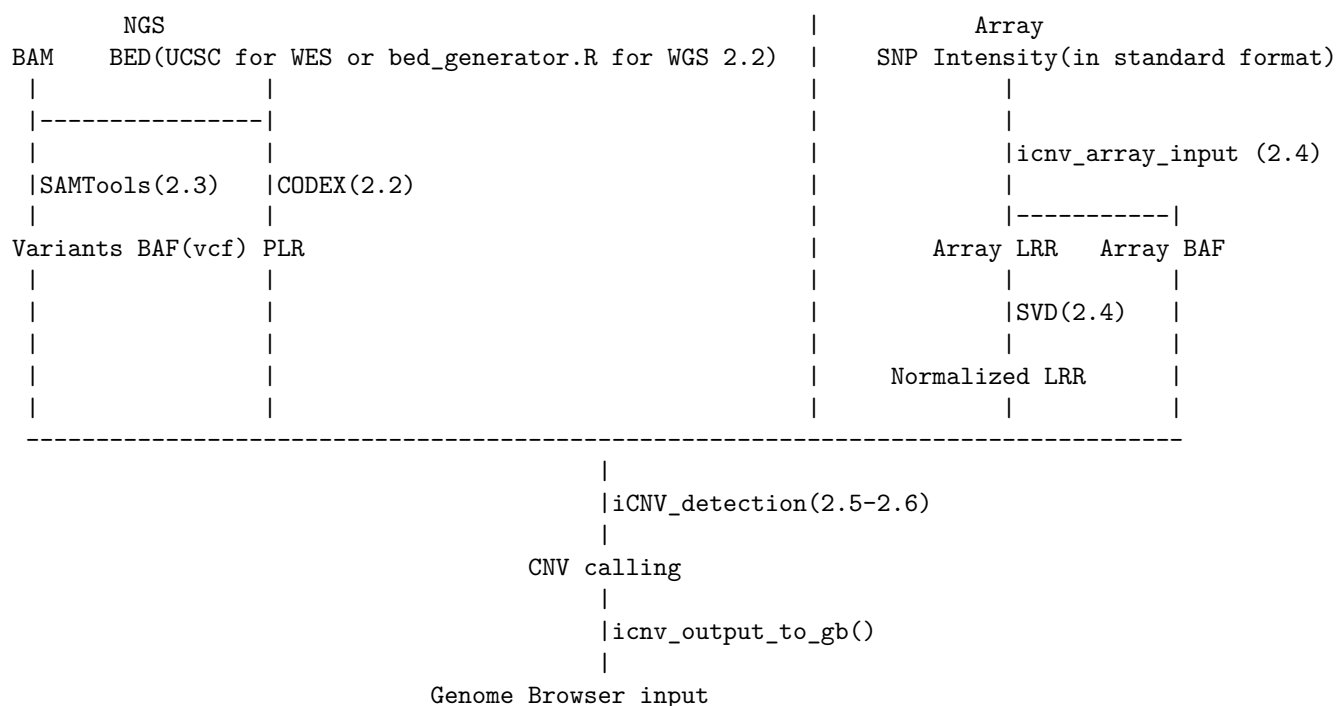 NGS | Array
BAM BED(UCSC for WES or bed_generator.R for WGS 2.2) | SNP Intensity(in standard format)
| | | |
|----------------| | |
| | | |icnv_array_input (2.4)
|SAMTools(2.3) |CODEX(2.2) | |
| | | |-----------|
Variants BAF(vcf) PLR | Array LRR Array BAF
| | | | |
| | | |SVD(2.4) |
| | | | |
| | | Normalized LRR |
| | | | |
-----------------------------------------------------------------------------------
|
|iCNV_detection(2.5-2.6)
|
CNV calling
|
|icnv_output_to_gb()
|
Genome Browser input